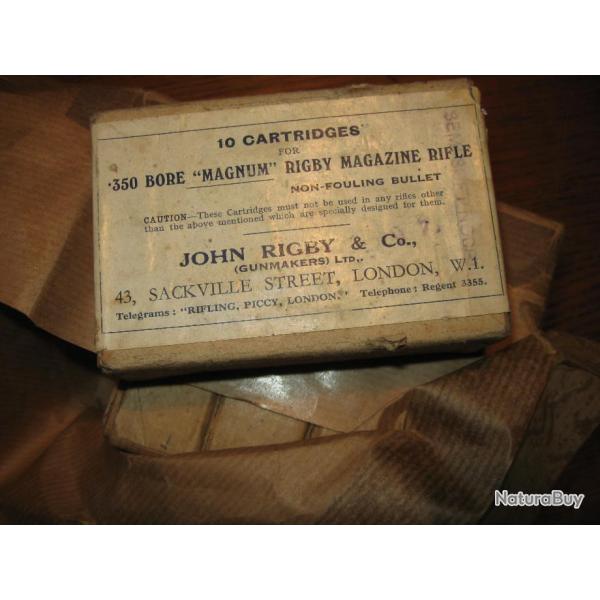 10 CARTRIDGES
FOR
·350 BORE "MAGNUM" RIGBY MAGAZINE RIFLE
NON-FOULING BULLET
CAUTION—These Cartridges must not be used in any rifles other
than the above mentioned which are specially designed for them.
JOHN RIGBY & Co.,
(GUNMAKERS) LTD.,
43, SACKVILLE STREET, LONDON, W.1.
Telegrams: "RIFLING, PICCY, LONDON." Telephone: Regent 3355.
NaturaBuy